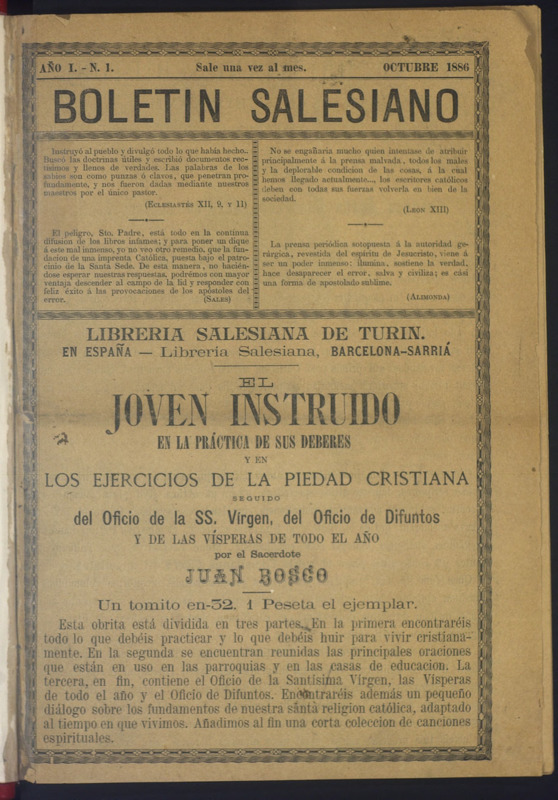 AÑO I. - N. 1. Sale una vez al mes. OCTUBRE 1886
BOLETIN SALESIANO
Instruyó al pueblo y divulgó todo lo que había hecho..
Buscó las doctrinas útiles y escribió documentos rec-
tísimos y llenos de verdades. Las palabras de los
sabios son como punzas ó clavos, que penetran pro-
fundamente, y nos fueron dadas mediante nuestros
maestros por el único pastor.
(ECLESIASTÉS XII, 9, y 11)
El peligro, Sto. Padre, está todo en la continua
difusion de los libros infames; y para poner un dique
á este mal inmenso, yo no veo otro remedio, que la fun-
dacion de una imprenta Católica, puesta bajo el patro-
cinio de la Santa Sede. De esta manera, no hacién-
dose esperar nuestras respuestas, podrémos con mayor
ventaja descender al campo de la lid y responder con
feliz éxito á las provocaciones de los apóstoles del
error. (SALES)
No se engañaria mucho quien intentase de atribuir
principalmente á la prensa malvada, todos los males
y la deplorable condicion de las cosas, á la cual
hemos llegado actualmente..., los escritores católicos
deben con todas sus fuerzas volverla en bien de la
sociedad.
(LEON XIII)
La prensa periódica sotopuesta á la autoridad ge-
rárgica, revestida del espíritu de Jesucristo, viene á
ser un poder inmenso; ilumina, sostiene la verdad,
hace desaparecer el error, salva y civiliza; es cási
una forma de apostolado sublime.
(ALIMONDA)
LIBRERIA SALESIANA DE TURIN.
EN ESPAÑA — Librería Salesiana, BARCELONA-SARRIÁ
EL
JOVEN INSTRUIDO
EN LA PRÁCTICA DE SUS DEBERES
Y EN
LOS EJERCICIOS DE LA PIEDAD CRISTIANA
SEGUIDO
del Oficio de la SS. Vírgen, del Oficio de Difuntos
Y DE LAS VÍSPERAS DE TODO EL AÑO
por el Sacerdote
JUAN BOSCO
Un tomito en-32. 1 Peseta el ejemplar.
Esta obrita está dividida en tres partes. En la primera encontraréis
todo lo que debéis practicar y lo que debéis huir para vivir cristiana-
mente. En la segunda se encuentran reunidas las principales oraciones
que están en uso en las parroquias y en las casas de educacion. La
tercera, en fin, contiene el Oficio de la Santísima Vírgen, las Vísperas
de todo el año y el Oficio de Difuntos. Encontraréis además un pequeño
diálogo sobre los fundamentos de nuestra santa religion católica, adaptado
al tiempo en que vivimos. Añadimos al fin una corta coleccion de canciones
espirituales.